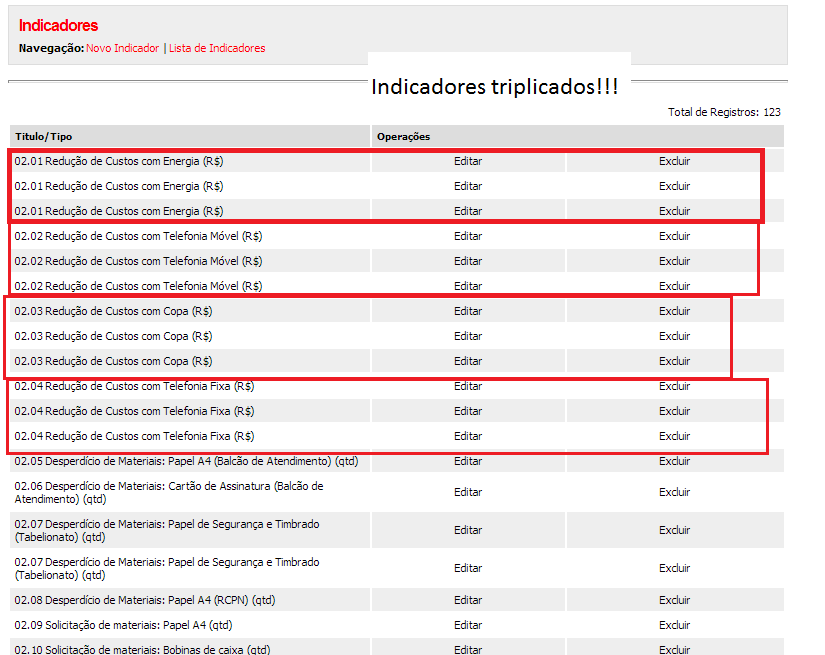 Indicadores
Navegação: Novo Indicador | Lista de Indicadores
Indicadores triplicados!!!
Total de Registros: 123
Título/Tipo Operações
02.01 Redução de Custos com Energia (R$) Editar Excluir
02.01 Redução de Custos com Energia (R$) Editar Excluir
02.01 Redução de Custos com Energia (R$) Editar Excluir
02.02 Redução de Custos com Telefonia Móvel (R$) Editar Excluir
02.02 Redução de Custos com Telefonia Móvel (R$) Editar Excluir
02.02 Redução de Custos com Telefonia Móvel (R$) Editar Excluir
02.03 Redução de Custos com Copa (R$) Editar Excluir
02.03 Redução de Custos com Copa (R$) Editar Excluir
02.03 Redução de Custos com Copa (R$) Editar Excluir
02.04 Redução de Custos com Telefonia Fixa (R$) Editar Excluir
02.04 Redução de Custos com Telefonia Fixa (R$) Editar Excluir
02.04 Redução de Custos com Telefonia Fixa (R$) Editar Excluir
02.05 Desperdício de Materiais: Papel A4 (Balcão de Atendimento) (qtd) Editar Excluir
02.06 Desperdício de Materiais: Cartão de Assinatura (Balcão de
Atendimento) (qtd) Editar Excluir
02.07 Desperdício de Materiais: Papel de Segurança e Timbrado
(Tabelionato) (qtd) Editar Excluir
02.07 Desperdício de Materiais: Papel de Segurança e Timbrado
(Tabelionato) (qtd) Editar Excluir
02.08 Desperdício de Materiais: Papel A4 (RCPN) (qtd) Editar Excluir
02.09 Solicitação de materiais: Papel A4 (qtd) Editar Excluir
02.10 Solicitação de materiais: Bobinas de caixa (qtd) Editar Excluir